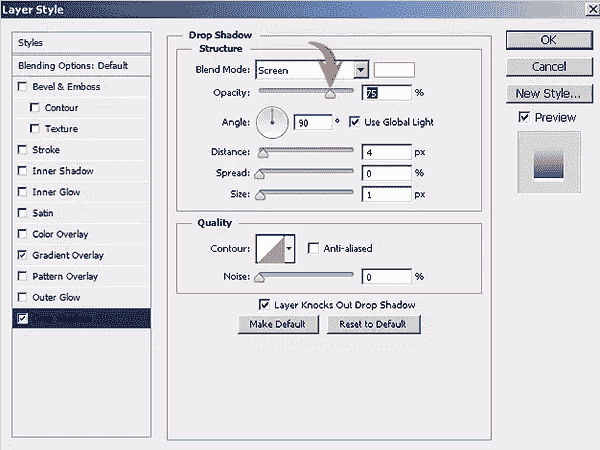 Layer Style
Styles
Blending Options: Default
Bevel & Emboss
Contour
Texture
Stroke
Inner Shadow
Inner Glow
Satin
Color Overlay
Gradient Overlay
Pattern Overlay
Outer Glow
Drop Shadow
Structure
Blend Mode: Screen
Opacity: 75 %
Angle: 90 ° Use Global Light
Distance: 4 px
Spread: 0 %
Size: 1 px
Quality
Contour: Anti-aliased
Noise: 0 %
Layer Knocks Out Drop Shadow
Make Default Reset to Default
OK
Cancel
New Style...
Preview